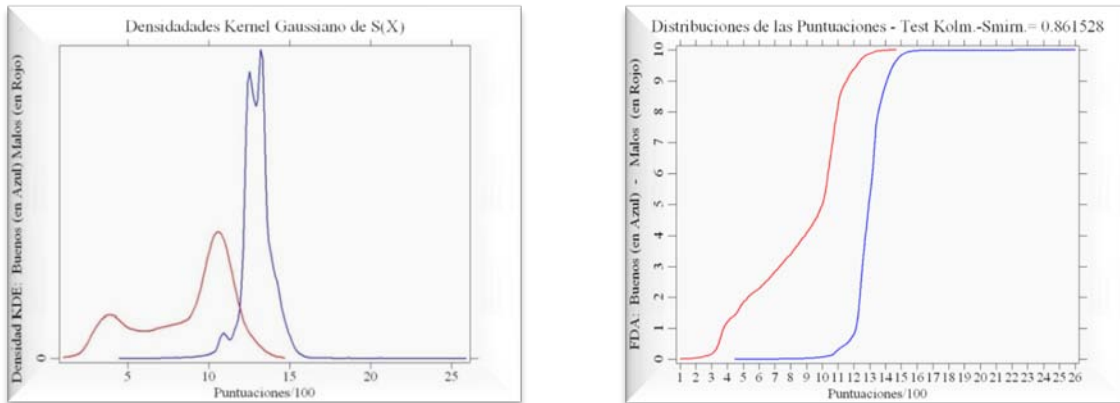 Densidadades Kernel Gaussiano de S(X)
Densidad KDE: Buenos (en Azul) Malos (en Rojo)
0
5 10 15 20 25
Puntuaciones/100
Distribuciones de las Puntuaciones - Test Kolm.-Smirn.= 0.861528
FDA: Buenos (en Azul) - Malos (en Rojo)
10
9
8
7
6
5
4
3
2
1
0
1 2 3 4 5 6 7 8 9 10 11 12 13 14 15 16 17 18 19 20 21 22 23 24 25 26
Puntuaciones/100